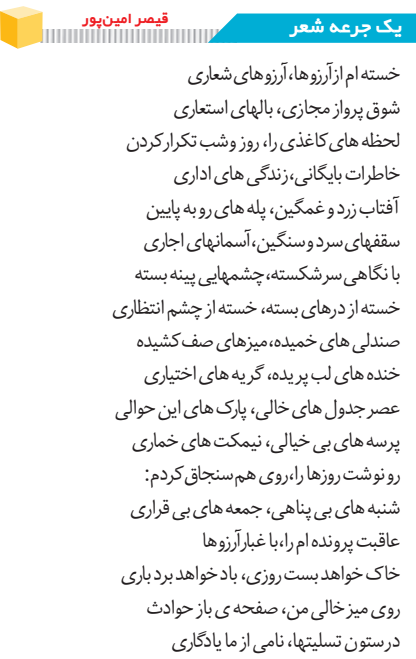 یک جرعه شعر
قیصر امین‌پور
خسته ام از آرزوها، آرزوهای شعاری
شوق پرواز مجازی، بالهای استعاری
لحظه های کاغذی را، روز و شب تکرار کردن
خاطرات بایگانی، زندگی های اداری
آفتاب زرد و غمگین، پله های رو به پایین
سقفهای سرد و سنگین، آسمانهای اجاری
با نگاهی سرشکسته، چشمهایی پینه بسته
خسته از درهای بسته، خسته از چشم انتظاری
صندلی های خمیده، میزهای صف کشیده
خنده های لب پریده، گریه های اختیاری
عصر جدول های خالی، پارک های این حوالی
پرسه های بی خیالی، نیمکت های خماری
رو نوشت روزها را، روی هم سنجاق کردم:
شنبه های بی پناهی، جمعه های بی قراری
عاقبت پرونده ام را، با غبار آرزوها
خاک خواهد بست روزی، باد خواهد برد باری
روی میز خالی من، صفحه ی باز حوادث
در ستون تسلیتها، نامی از ما یادگاری